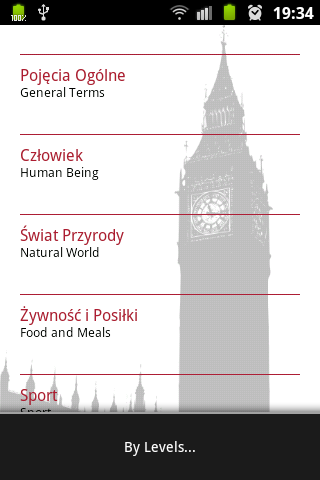 100%
19:34
Pojęcia Ogólne
General Terms
Człowiek
Human Being
Świat Przyrody
Natural World
Żywność i Posiłki
Food and Meals
Sport
Sport
By Levels...